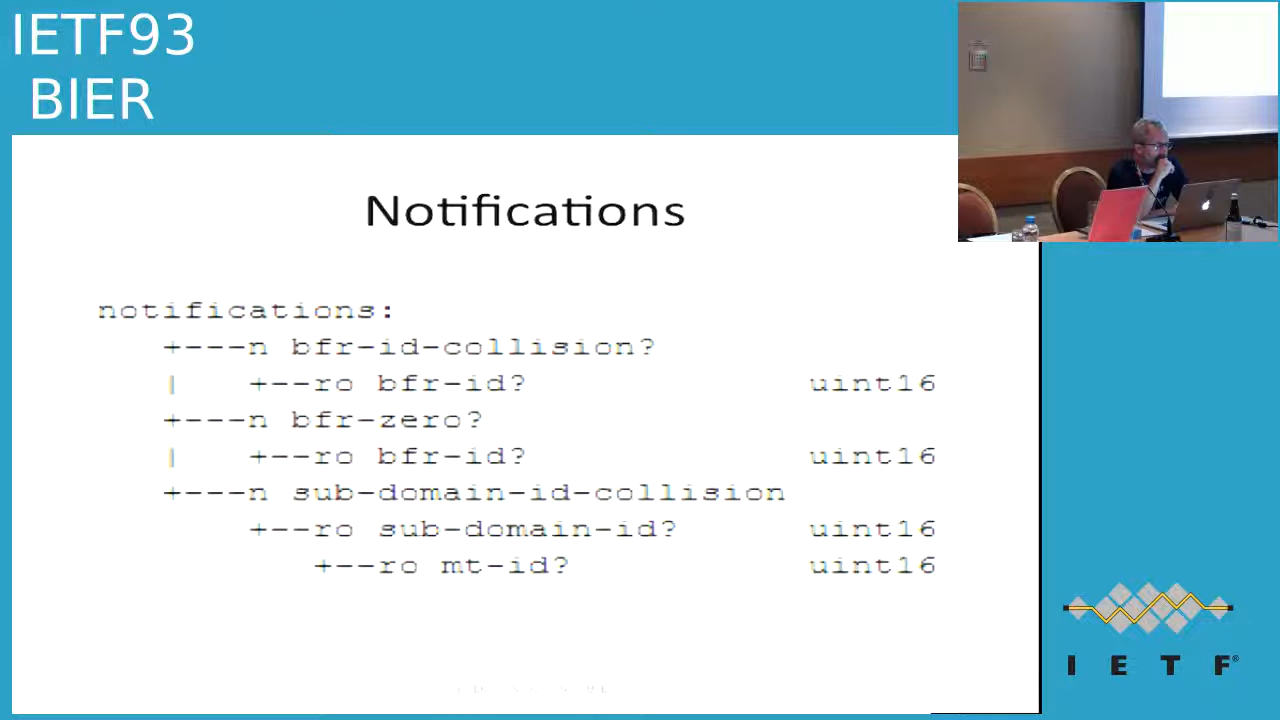 IETF93
BIER
Notifications
notifications:
+---n bfr-id-collision?
|   +--ro bfr-id?   uint16
+---n bfr-zero?
|   +--ro bfr-id?   uint16
+---n sub-domain-id-collision
+--ro sub-domain-id?   uint16
+--ro mt-id?   uint16
I E T F®